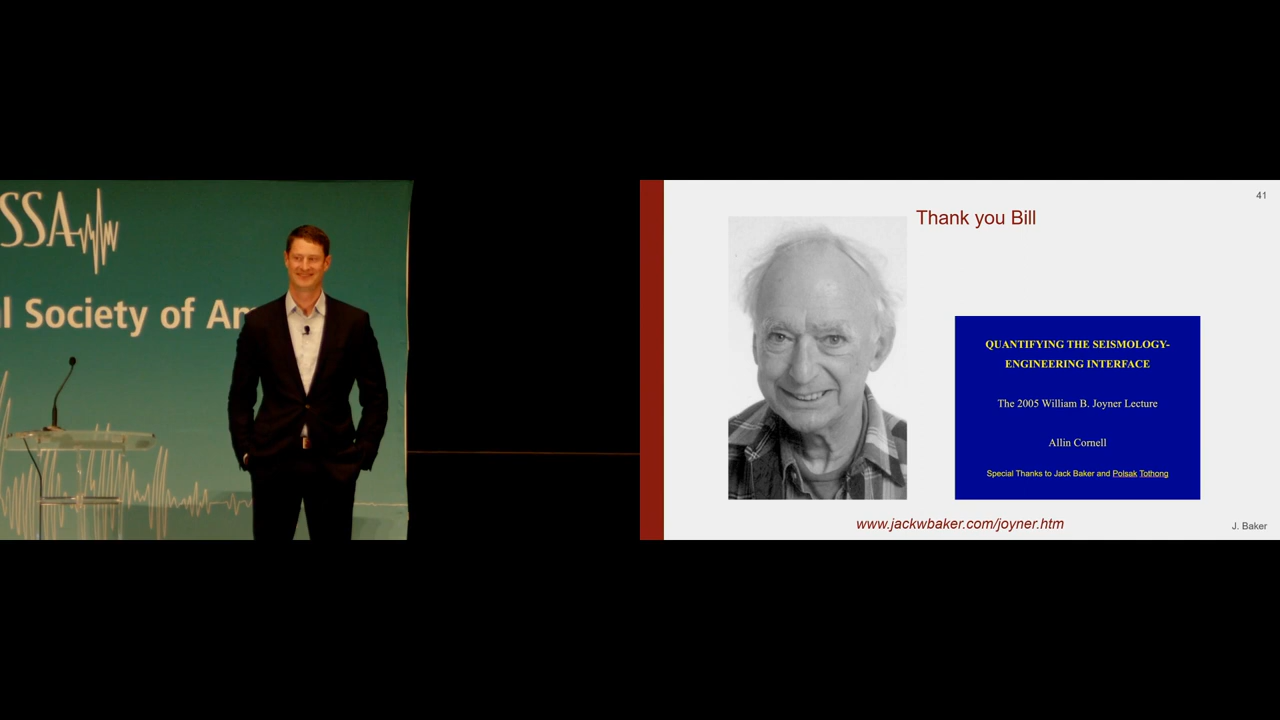 SSA
l Society of Am
41
Thank you Bill
QUANTIFYING THE SEISMOLOGY-
ENGINEERING INTERFACE
The 2005 William B. Joyner Lecture
Allin Cornell
Special Thanks to Jack Baker and Polsak Tothong
www.jackwbaker.com/joyner.htm
J. Baker